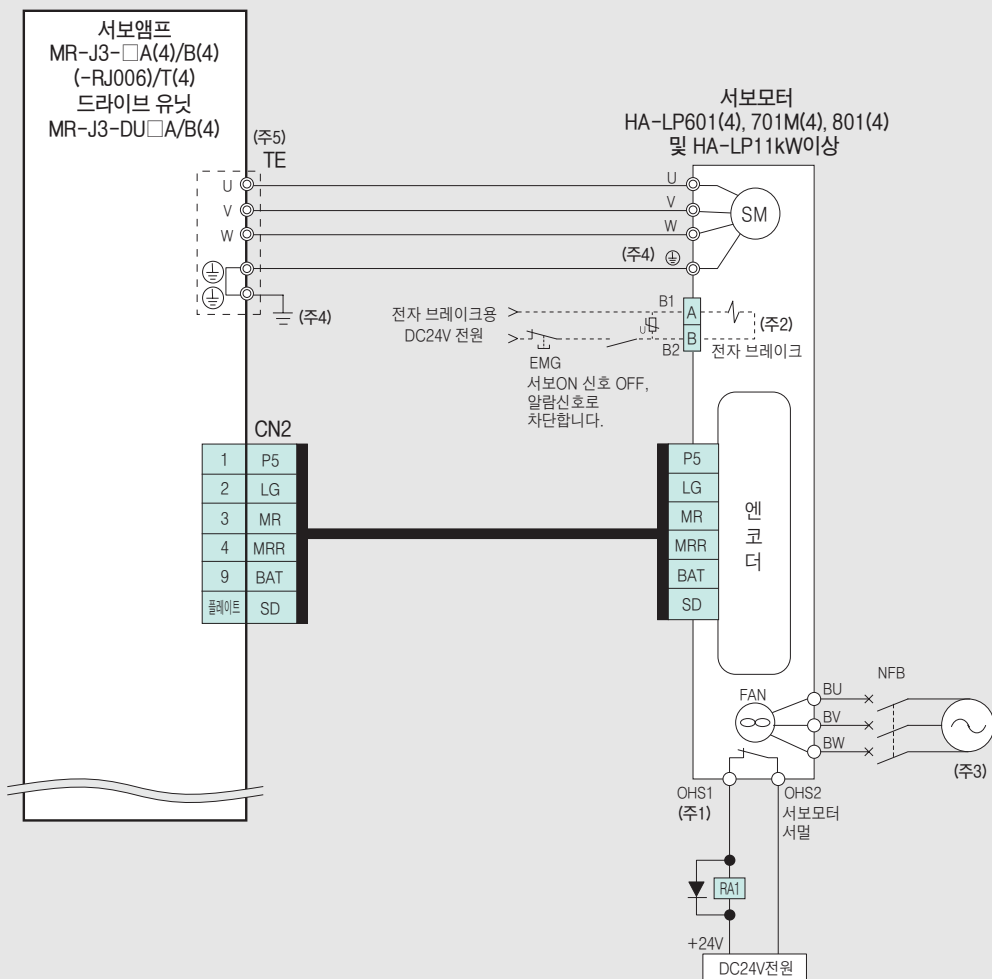 서보앰프
MR-J3-□A(4)/B(4)
(-RJ006)/T(4)
드라이브 유닛
MR-J3-DU□A/B(4)
(주5)
TE
U
V
W
(주4)
서보모터
HA-LP601(4), 701M(4), 801(4)
및 HA-LP11kW이상
U
V
W
(주4)
SM
전자 브레이크용
DC24V 전원
B1
A
U
B2
B
(주2)
전자 브레이크
EMG
서보ON 신호 OFF,
알람신호로
차단합니다.
CN2
1 P5
2 LG
3 MR
4 MRR
9 BAT
플레이트 SD
P5
LG
MR
MRR
BAT
SD
엔코더
FAN
BU
BV
BW
NFB
(주3)
OHS1
(주1)
OHS2
서보모터
서멀
RA1
+24V
DC24V전원